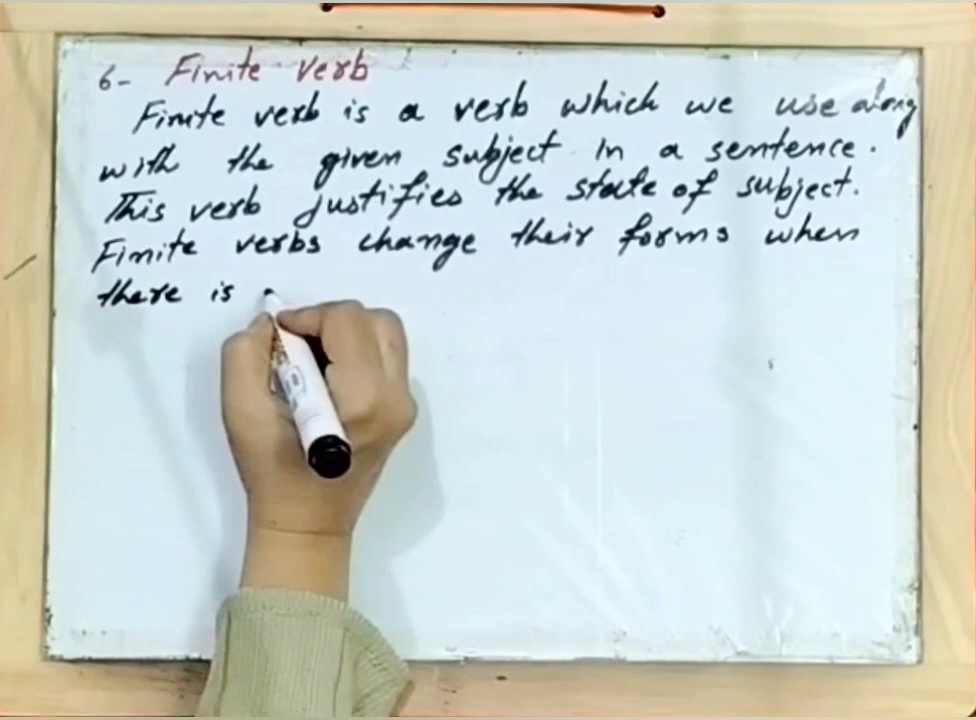 6- Finite verb
Finite verb is a verb which we use along
with the given subject in a sentence.
This verb justifies the state of subject.
Finite verbs change their forms when
there is